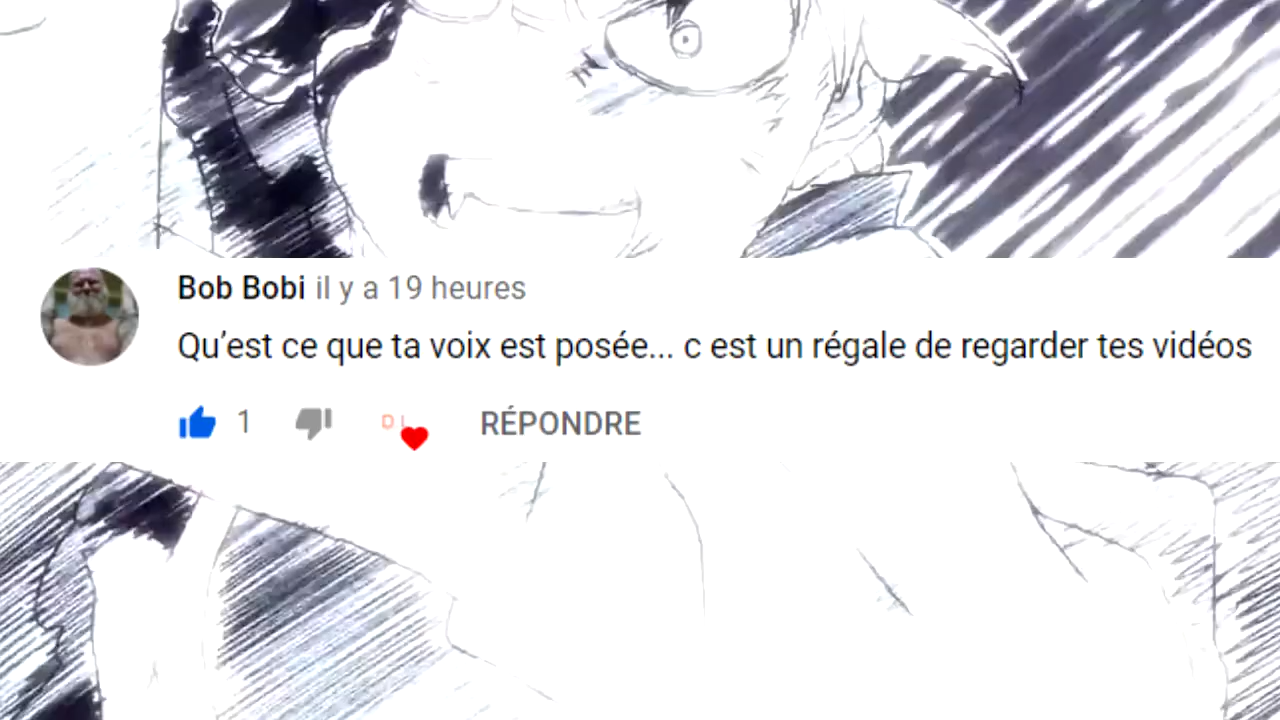 Bob Bobi il y a 19 heures
Qu’est ce que ta voix est posée... c est un régale de regarder tes vidéos
1 RÉPONDRE